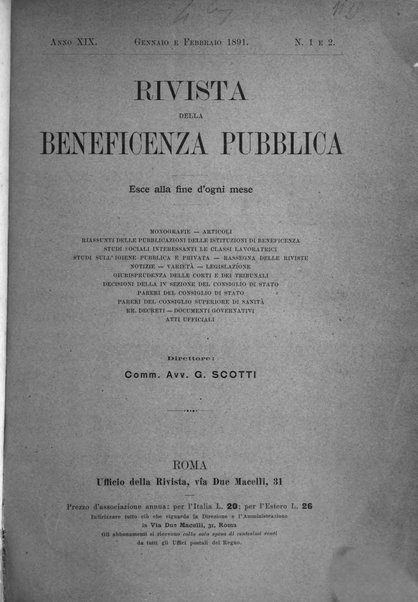 ANNO XIX. GENNAIO E FEBBRAIO 1891. N. 1 E 2.
RIVISTA
DELLA
BENEFICENZA PUBBLICA
Esce alla fine d'ogni mese
MONOGRAFIE — ARTICOLI
RIASSUNTI DELLE PUBBLICAZIONI DELLE ISTITUZIONI DI BENEFICENZA
STUDI SOCIALI INTERESSANTI LE CLASSI LAVORATRICI
STUDI SULL'IGIENE PUBBLICA E PRIVATA — RASSEGNA DELLE RIVISTE
NOTIZIE — VARIETÀ — LEGISLAZIONE
GIURISPRUDENZA DELLE CORTI E DEI TRIBUNALI
DECISIONI DELLA IV SEZIONE DEL CONSIGLIO DI STATO
PARERI DEL CONSIGLIO DI STATO
PARERI DEL CONSIGLIO SUPERIORE DI SANITÀ
RR. DECRETI — DOCUMENTI GOVERNATIVI
ATTI UFFICIALI
Direttore:
Comm. Avv. G. SCOTTI
ROMA
Ufficio della Rivista, via Due Macelli, 31
Prezzo d'associazione annua: per l'Italia L. 20; per l'Estero L. 26
Indirizzare tutto ciò che riguarda la Direzione e l'Amministrazione
in Via Due Macelli, 31, Roma
Gli abbonamenti si ricevono colla sola spesa di centesimi venti
da tutti gli Uffici postali del Regno.